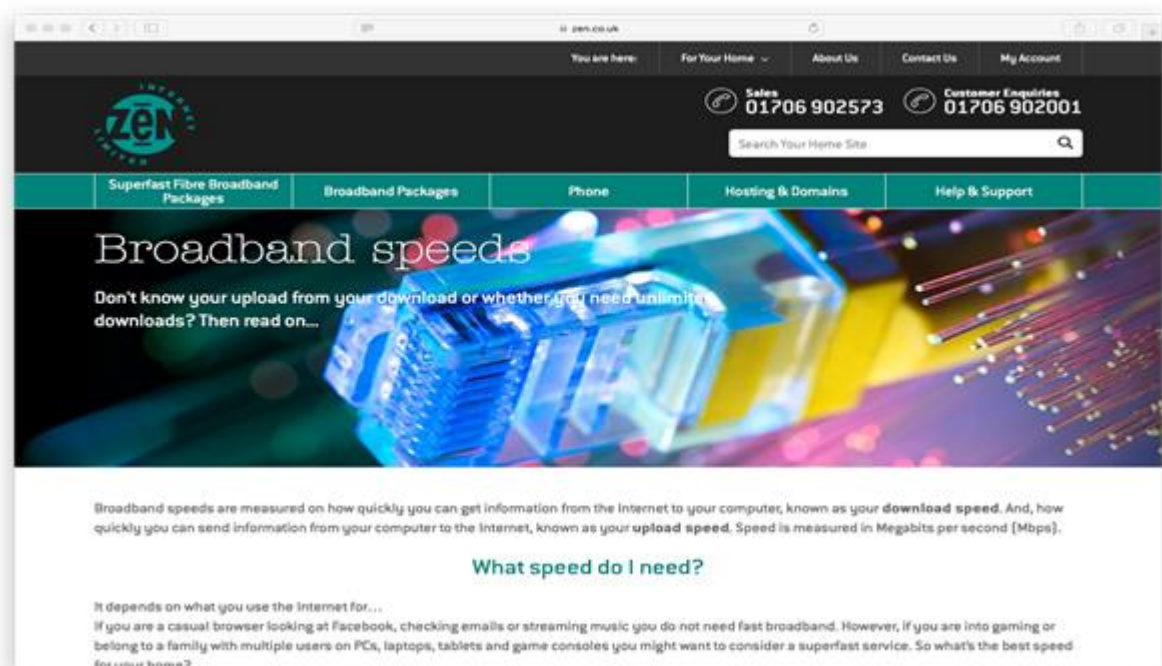 zen.co.uk
You are here:
For Your Home
About Us
Contact Us
My Account
INTERNET
ZeN
LIMITED
Sales
01706 902573
Customer Enquiries
01706 902001
Search Your Home Site
Superfast Fibre Broadband
Packages
Broadband Packages
Phone
Hosting & Domains
Help & Support
Broadband speeds
Don't know your upload from your download or whether you need unlimited
downloads? Then read on...
Broadband speeds are measured on how quickly you can get information from the Internet to your computer, known as your download speed. And, how
quickly you can send information from your computer to the Internet, known as your upload speed. Speed is measured in Megabits per second (Mbps).
What speed do I need?
It depends on what you use the Internet for...
If you are a casual browser looking at Facebook, checking emails or streaming music you do not need fast broadband. However, if you are into gaming or
belong to a family with multiple users on PCs, laptops, tablets and game consoles you might want to consider a superfast service. So what's the best speed
for your home?